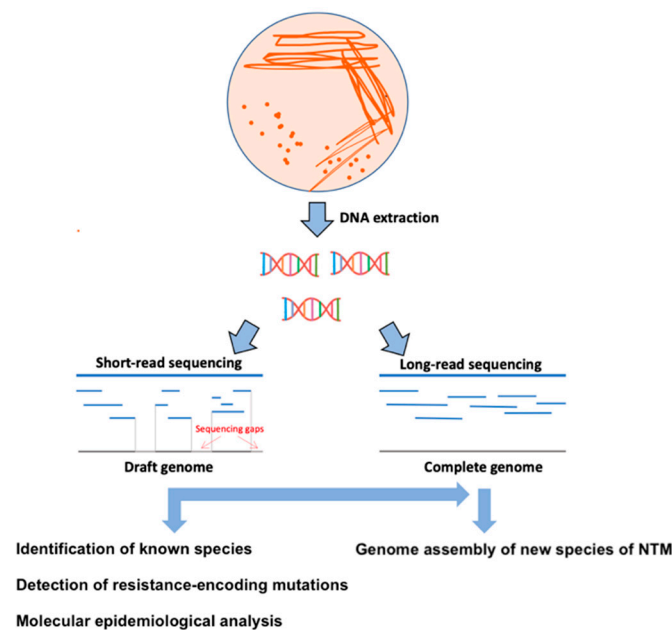 DNA extraction
Short-read sequencing
Long-read sequencing
Sequencing gaps
Draft genome
Complete genome
Identification of known species
Genome assembly of new species of NTM
Detection of resistance-encoding mutations
Molecular epidemiological analysis